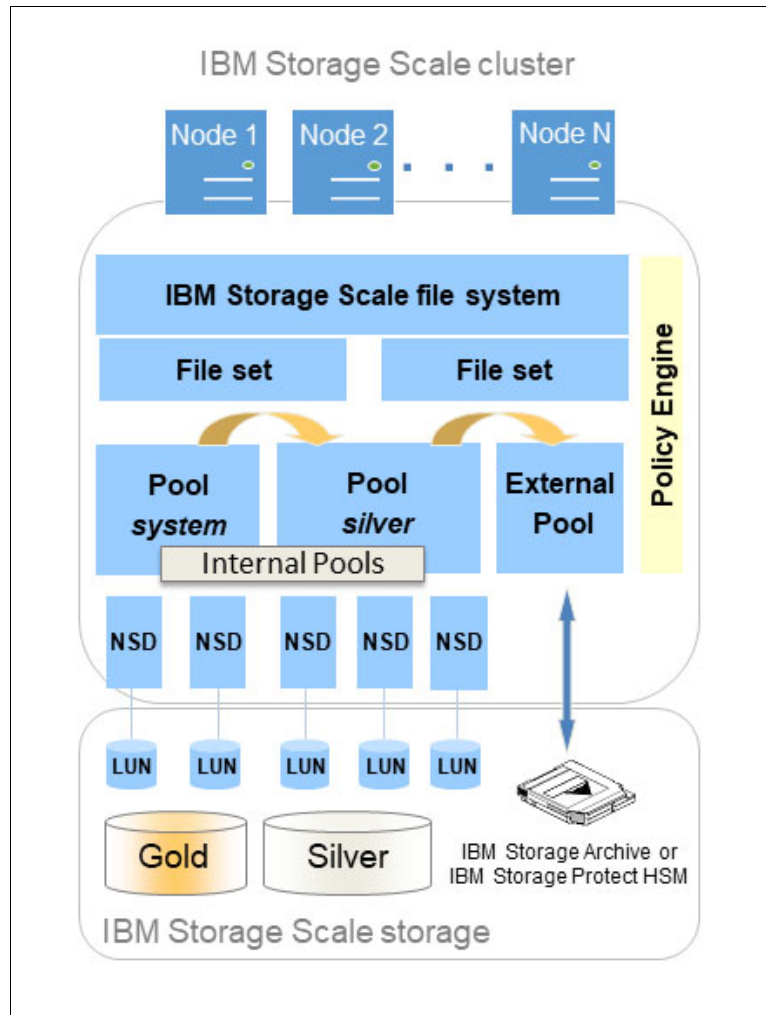 IBM Storage Scale cluster
Node 1
Node 2
Node N
IBM Storage Scale file system
File set
File set
Policy Engine
Pool
system
Pool
silver
External
Pool
Internal Pools
NSD
NSD
NSD
NSD
NSD
LUN
LUN
LUN
LUN
LUN
Gold
Silver
IBM Storage Archive or
IBM Storage Protect HSM
IBM Storage Scale storage